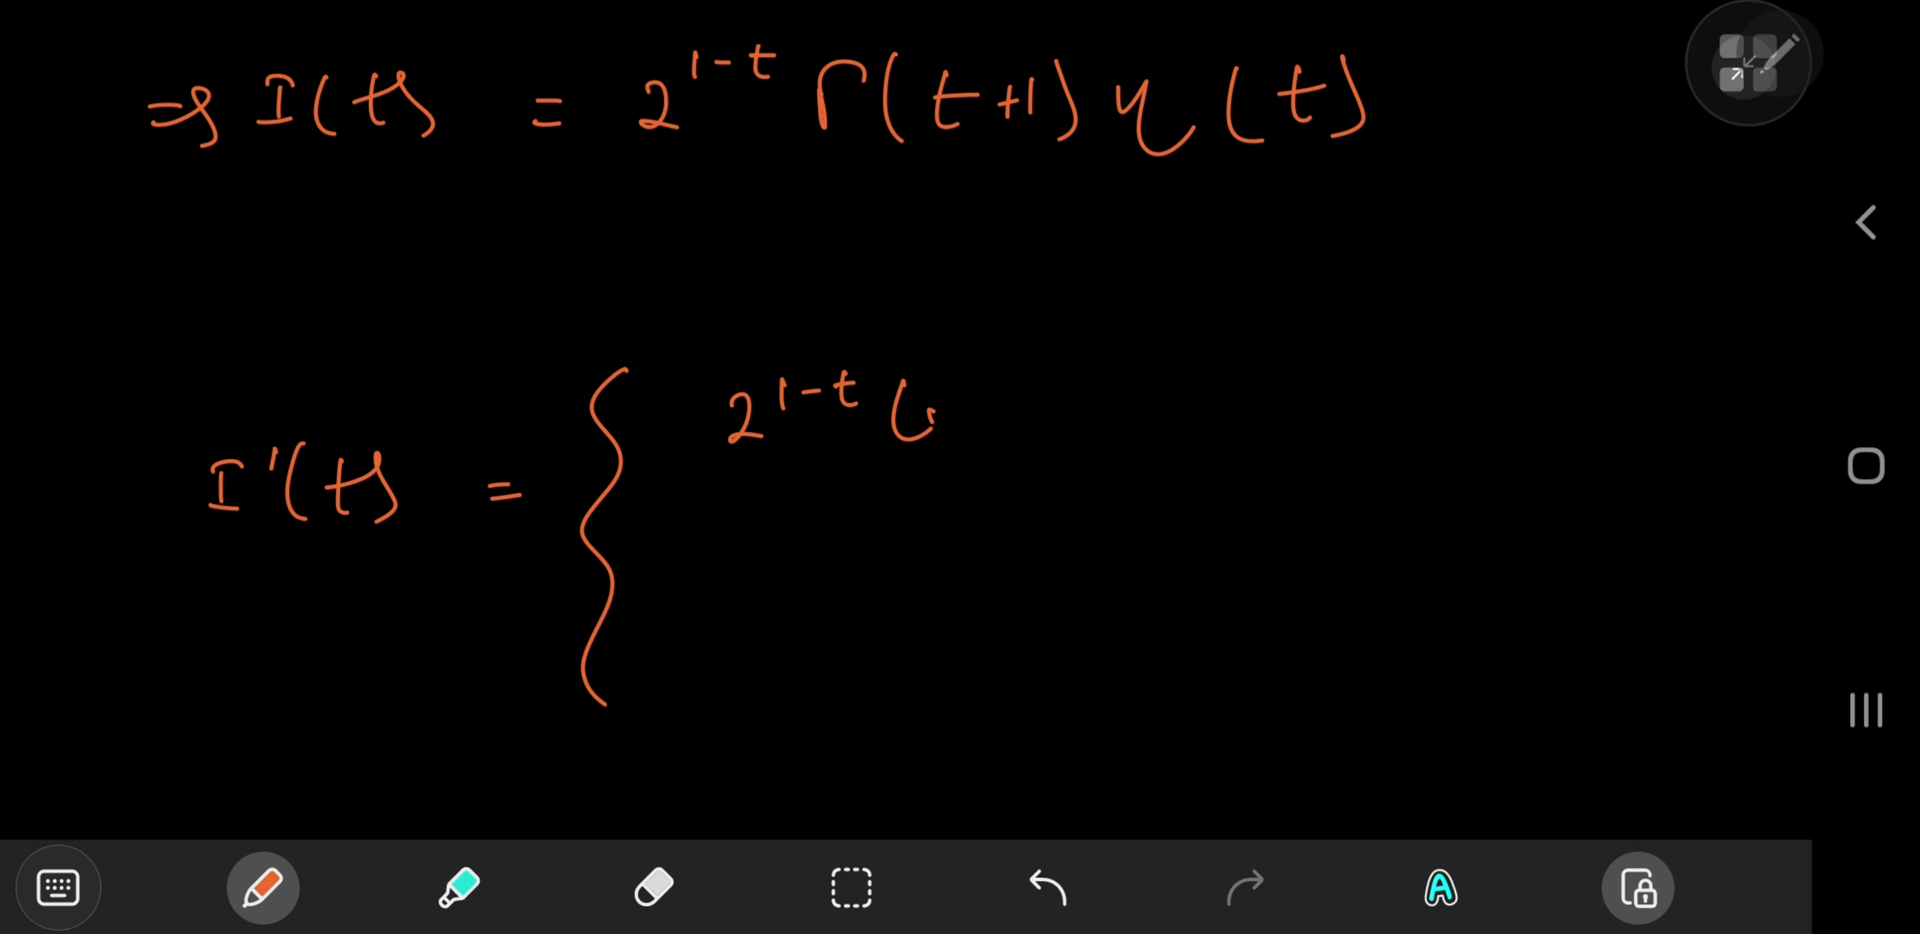 ⇒ I(t) = 2^{1-t} Γ(t+1) η(t)
I'(t) = { 2^{1-t} (
A